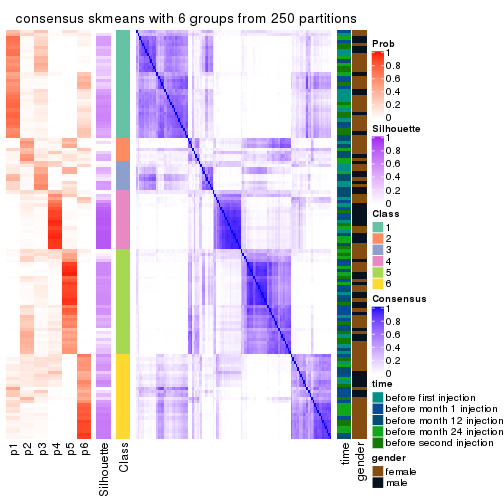 consensus skmeans with 6 groups from 250 partitions
Prob
1
0.8
0.6
0.4
0.2
0
Silhouette
1
0.8
0.6
0.4
0.2
0
Class
1
2
3
4
5
6
Consensus
1
0.8
0.6
0.4
0.2
0
time
before first injection
before month 1 injection
before month 12 injection
before month 24 injection
before second injection
gender
female
male
p1
p2
p3
p4
p5
p6
Silhouette
Class
time
gender